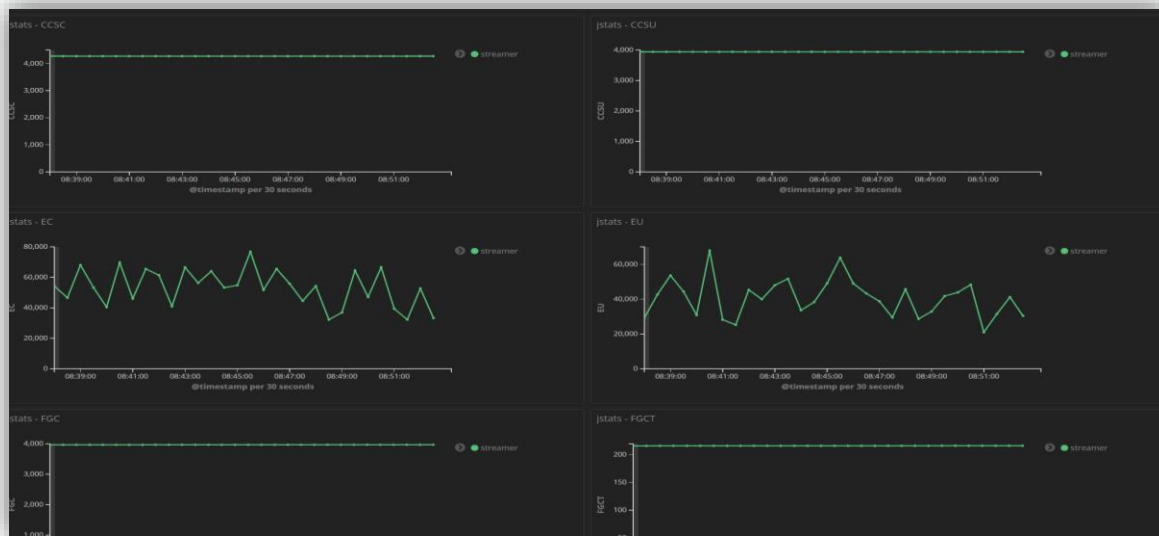 jstats - CCSC
4,000
3,000
2,000
1,000
0
CCSC
08:39:00 08:41:00 08:43:00 08:45:00 08:47:00 08:49:00 08:51:00
@timestamp per 30 seconds
streamer
jstats - CCSU
4,000
3,000
2,000
1,000
0
CCSU
08:39:00 08:41:00 08:43:00 08:45:00 08:47:00 08:49:00 08:51:00
@timestamp per 30 seconds
streamer
stats - EC
80,000
60,000
40,000
20,000
0
EC
08:39:00 08:41:00 08:43:00 08:45:00 08:47:00 08:49:00 08:51:00
@timestamp per 30 seconds
streamer
jstats - EU
60,000
40,000
20,000
0
EU
08:39:00 08:41:00 08:43:00 08:45:00 08:47:00 08:49:00 08:51:00
@timestamp per 30 seconds
streamer
stats - FGC
4,000
3,000
2,000
1,000
FGC
streamer
jstats - FGCT
200
150
100
FGCT
streamer